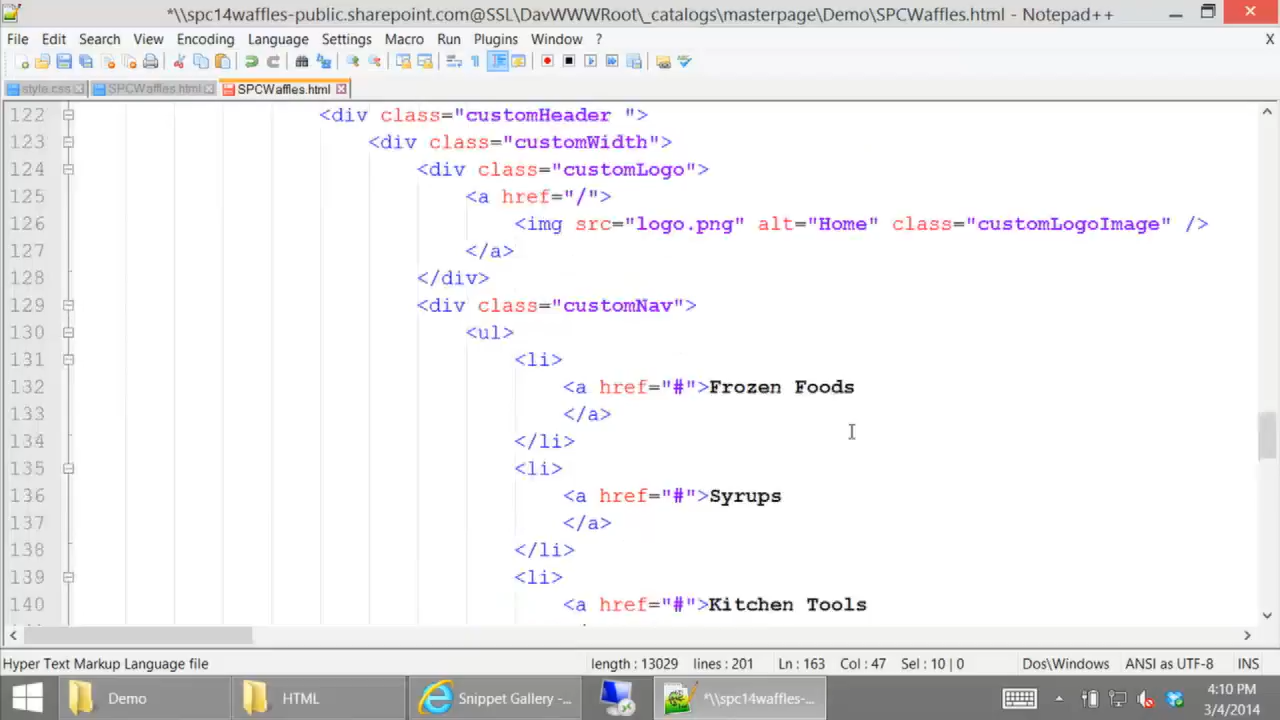 *\\spc14waffles-public.sharepoint.com@SSL\DavWWWRoot\_catalogs\masterpage\Demo\SPCWaffles.html - Notepad++
File Edit Search View Encoding Language Settings Macro Run Plugins Window ? X
style.css SPCWaffles.html SPCWaffles.html
122 <div class="customHeader ">
123 <div class="customWidth">
124 <div class="customLogo">
125 <a href="/">
126 <img src="logo.png" alt="Home" class="customLogoImage" />
127 </a>
128 </div>
129 <div class="customNav">
130 <ul>
131 <li>
132 <a href="#">Frozen Foods
133 </a>
134 </li>
135 <li>
136 <a href="#">Syrups
137 </a>
138 </li>
139 <li>
140 <a href="#">Kitchen Tools
Hyper Text Markup Language file length : 13029 lines : 201 Ln : 163 Col : 47 Sel : 10 | 0 Dos\Windows ANSI as UTF-8 INS
Demo HTML Snippet Gallery - ... *\\spc14waffles-... 4:10 PM
3/4/2014